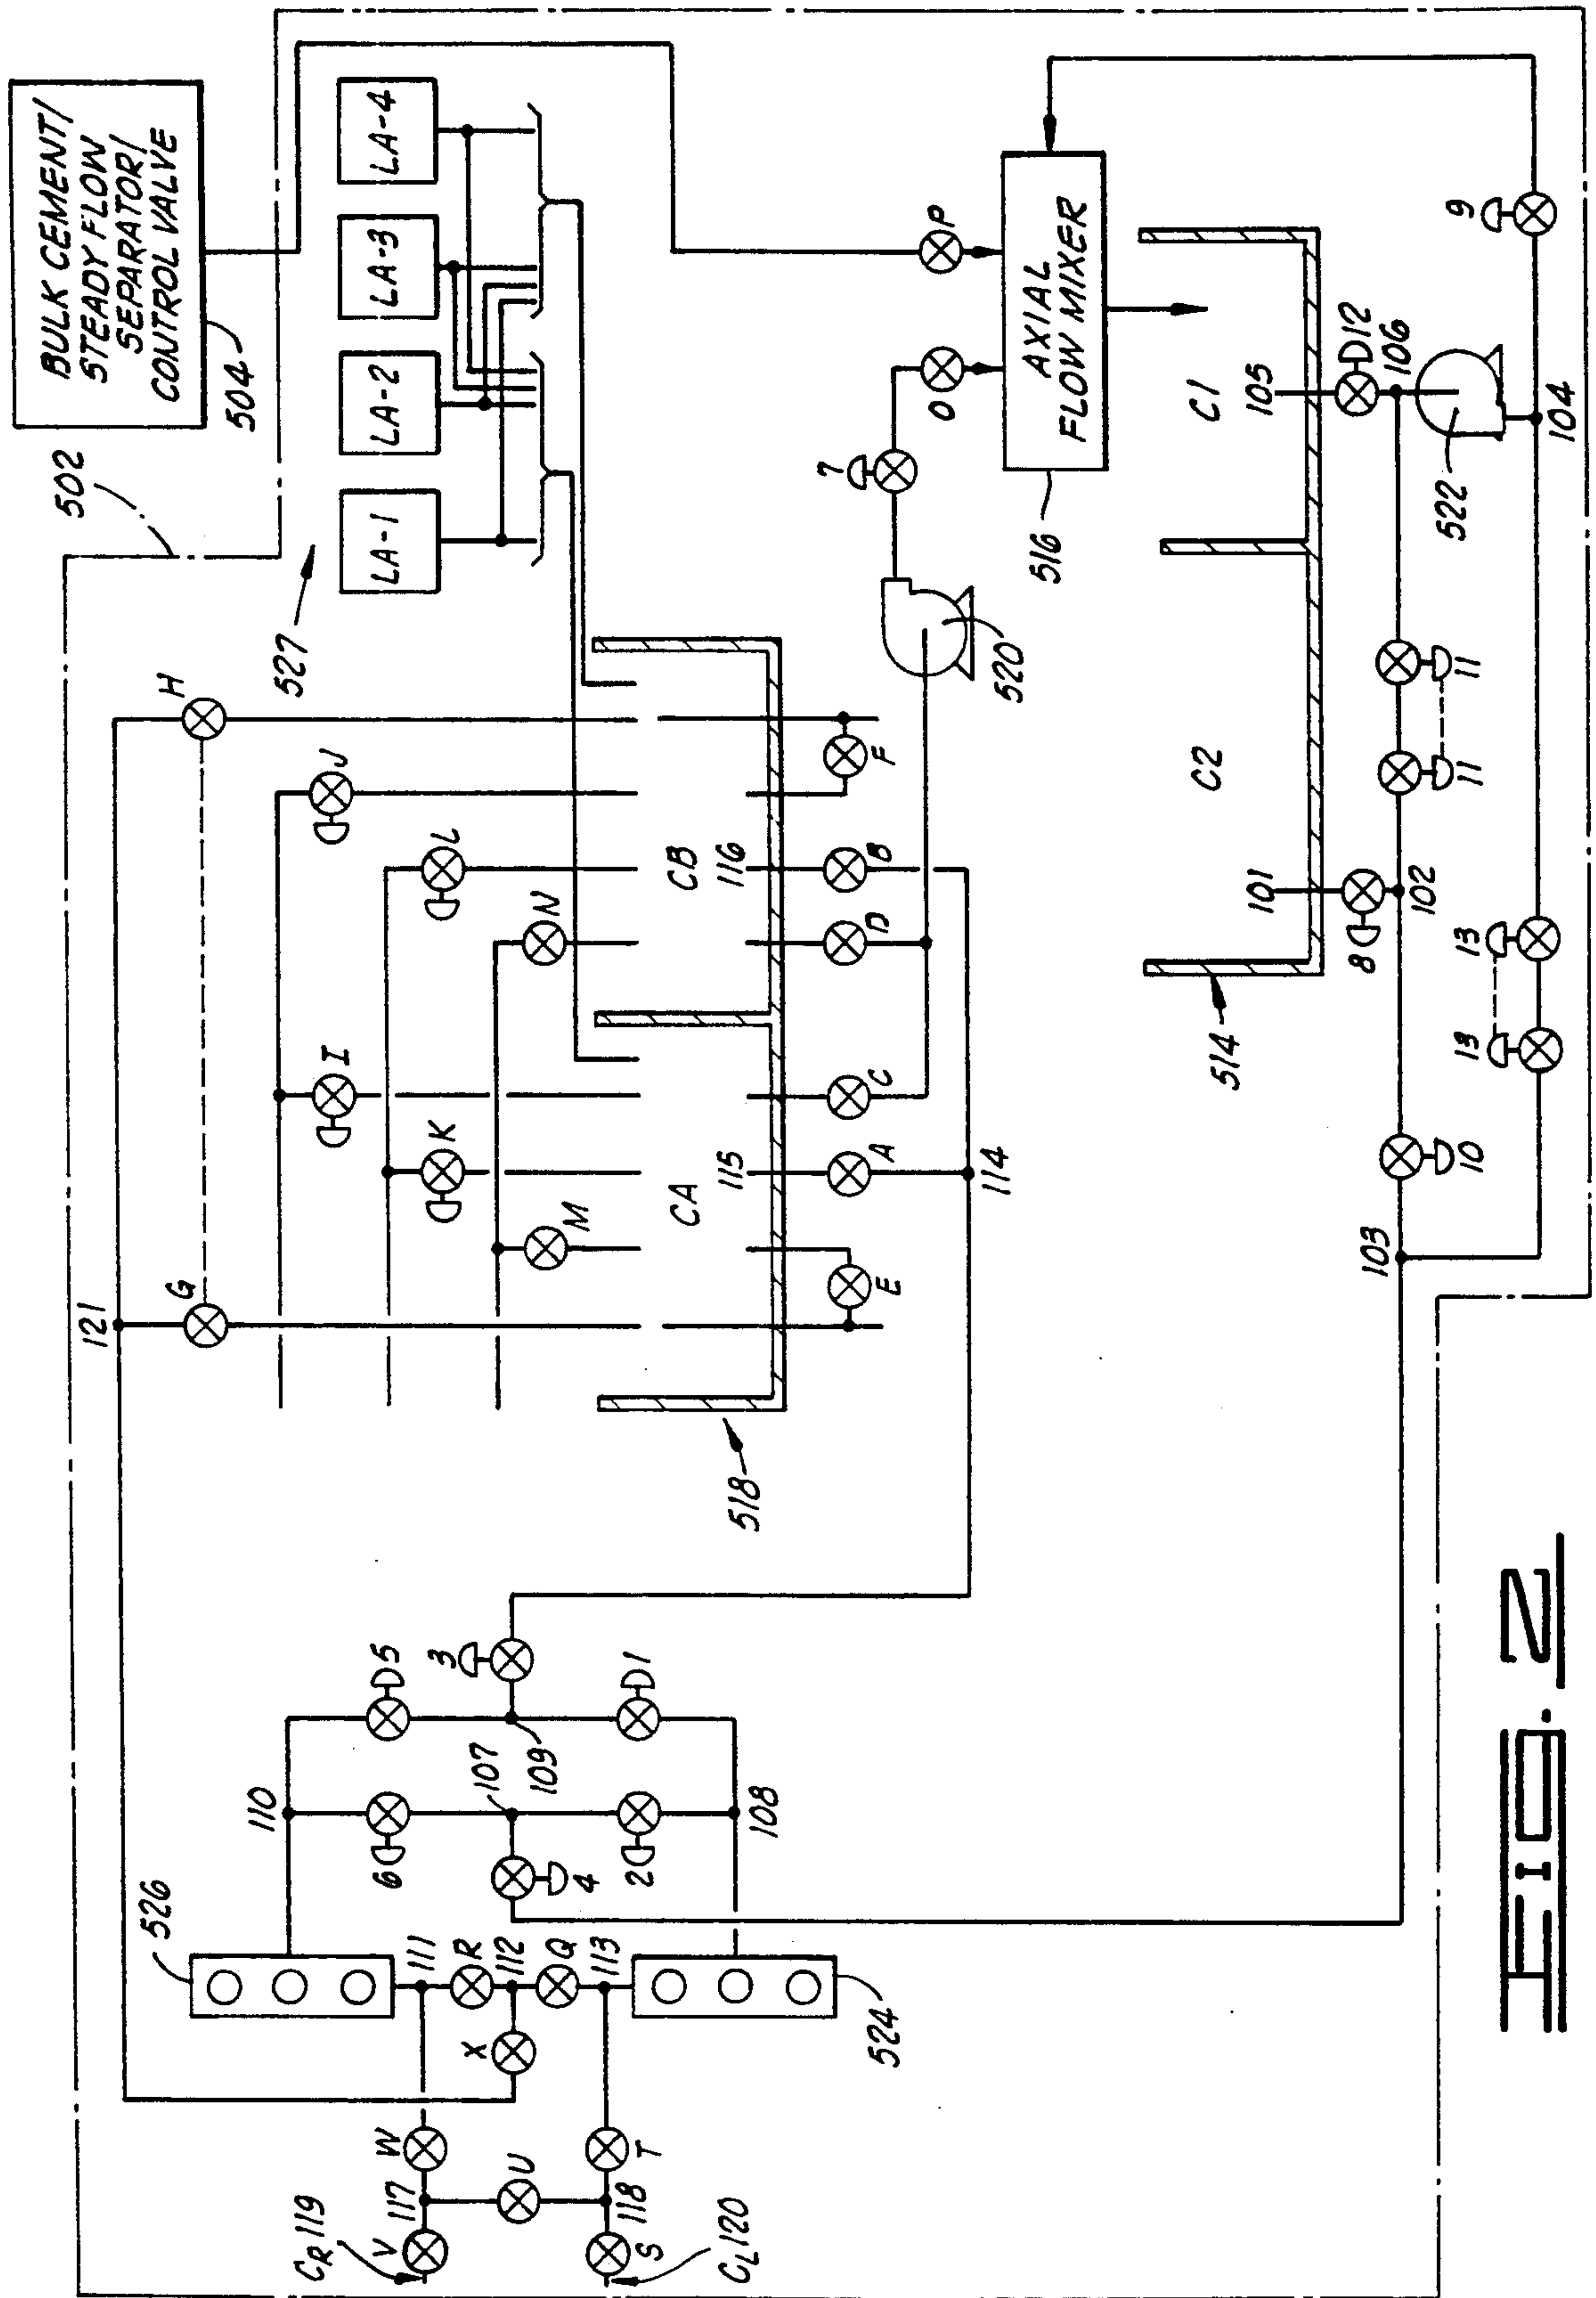 BULK CEMENT/
STEADY FLOW
SEPARATOR/
CONTROL VALVE
504
502
527
LA-1
LA-2
LA-3
LA-4
H
J
L
N
I
K
M
G
121
CB
116
CA
115
F
B
D
C
A
E
114
518
520
7
O
P
AXIAL
FLOW MIXER
516
C1
105
C2
101
514
12
106
522
104
9
11
11
102
8
13
13
10
103
3
5
1
109
107
110
108
6
4
2
526
111
R
112
Q
113
X
524
W
U
T
117
118
V
S
CR 119
CL 120
FIG. 2